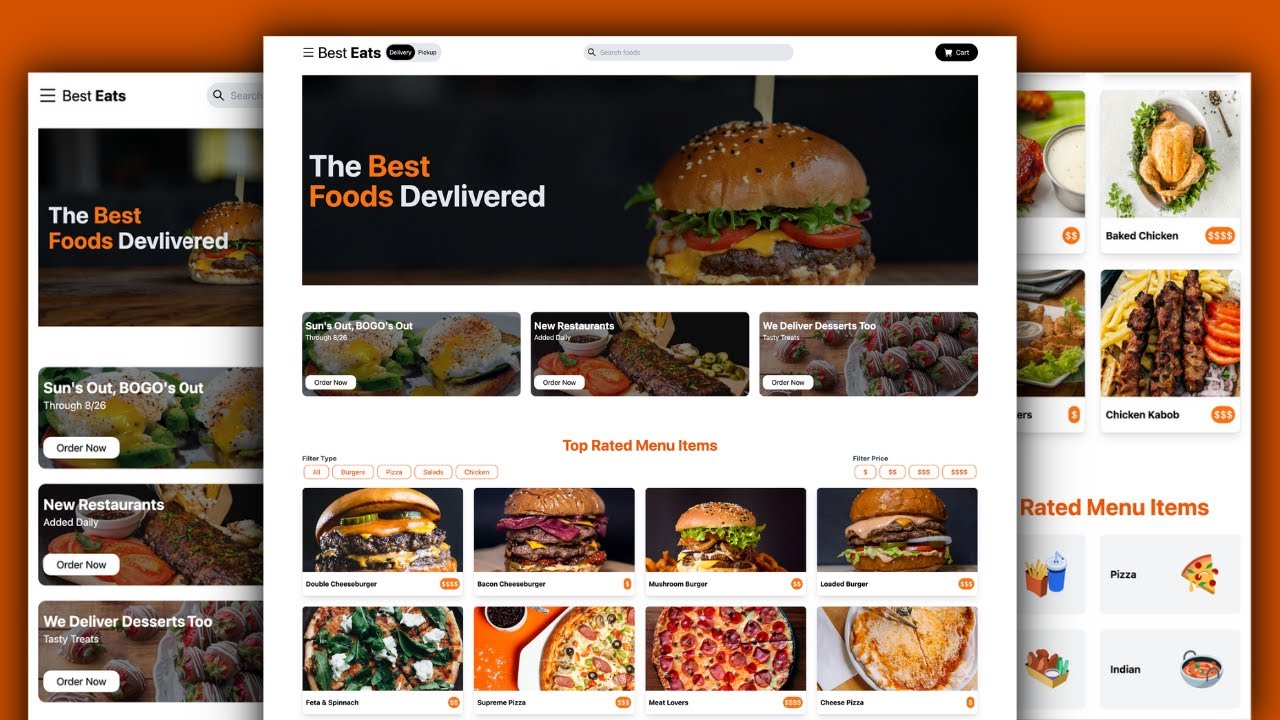 Best Eats
Search
The Best
Foods Devlivered
Sun's Out, BOGO's Out
Through 8/26
Order Now
New Restaurants
Added Daily
Order Now
We Deliver Desserts Too
Tasty Treats
Order Now
Best Eats
Delivery
Pickup
Search foods
Cart
The Best
Foods Devlivered
Sun's Out, BOGO's Out
Through 8/26
Order Now
New Restaurants
Added Daily
Order Now
We Deliver Desserts Too
Tasty Treats
Order Now
Top Rated Menu Items
Filter Type
All
Burgers
Pizza
Salads
Chicken
Filter Price
$
$$
$$$
$$$$
Double Cheeseburger
$$$$
Bacon Cheeseburger
$
Mushroom Burger
$$
Loaded Burger
$$$
Feta & Spinnach
$$
Supreme Pizza
$$$
Meat Lovers
$$$$
Cheese Pizza
$
$$
Baked Chicken
$$$$
ers
$
Chicken Kabob
$$$
Rated Menu Items
Pizza
Indian